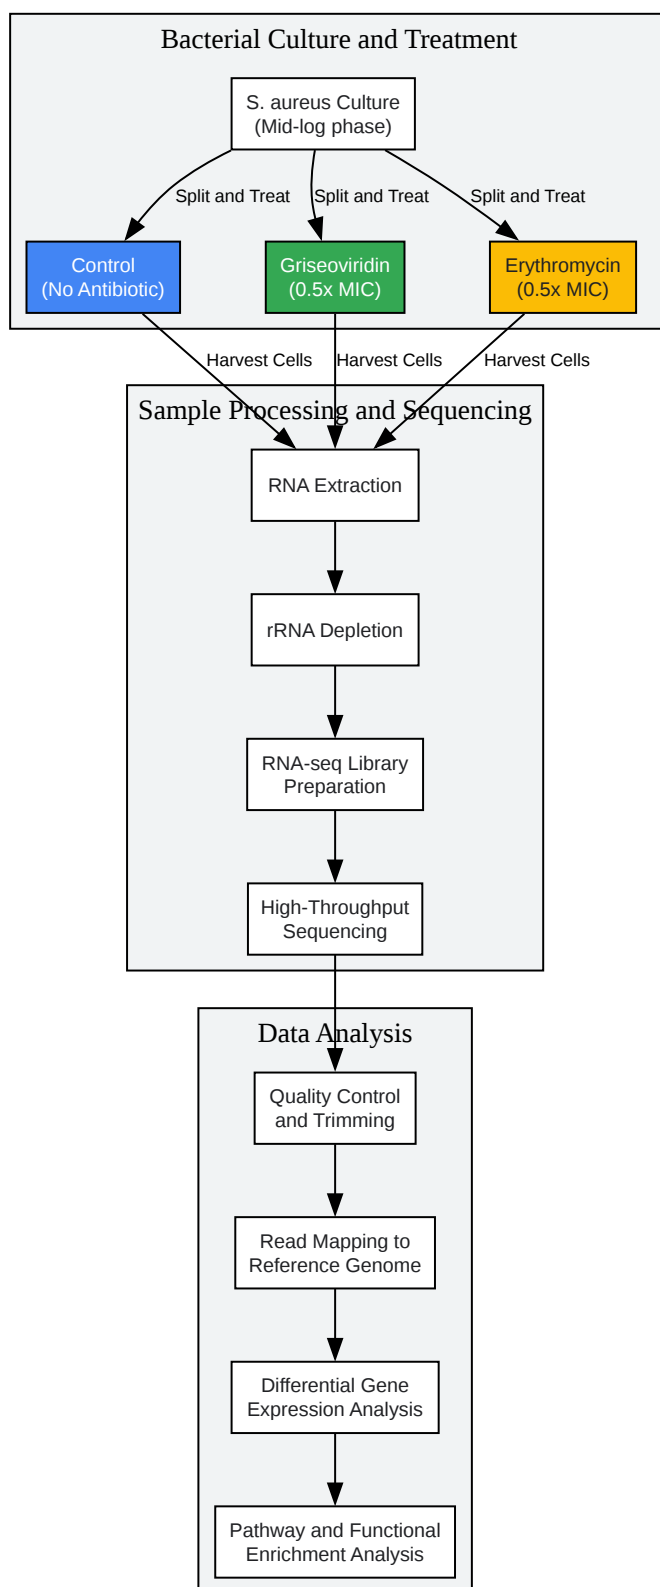 Bacterial Culture and Treatment
S. aureus Culture
(Mid-log phase)
Split and Treat
Split and Treat
Split and Treat
Control
(No Antibiotic)
Griseoviridin
(0.5x MIC)
Erythromycin
(0.5x MIC)
Harvest Cells
Harvest Cells
Harvest Cells
Sample Processing and Sequencing
RNA Extraction
rRNA Depletion
RNA-seq Library
Preparation
High-Throughput
Sequencing
Data Analysis
Quality Control
and Trimming
Read Mapping to
Reference Genome
Differential Gene
Expression Analysis
Pathway and Functional
Enrichment Analysis